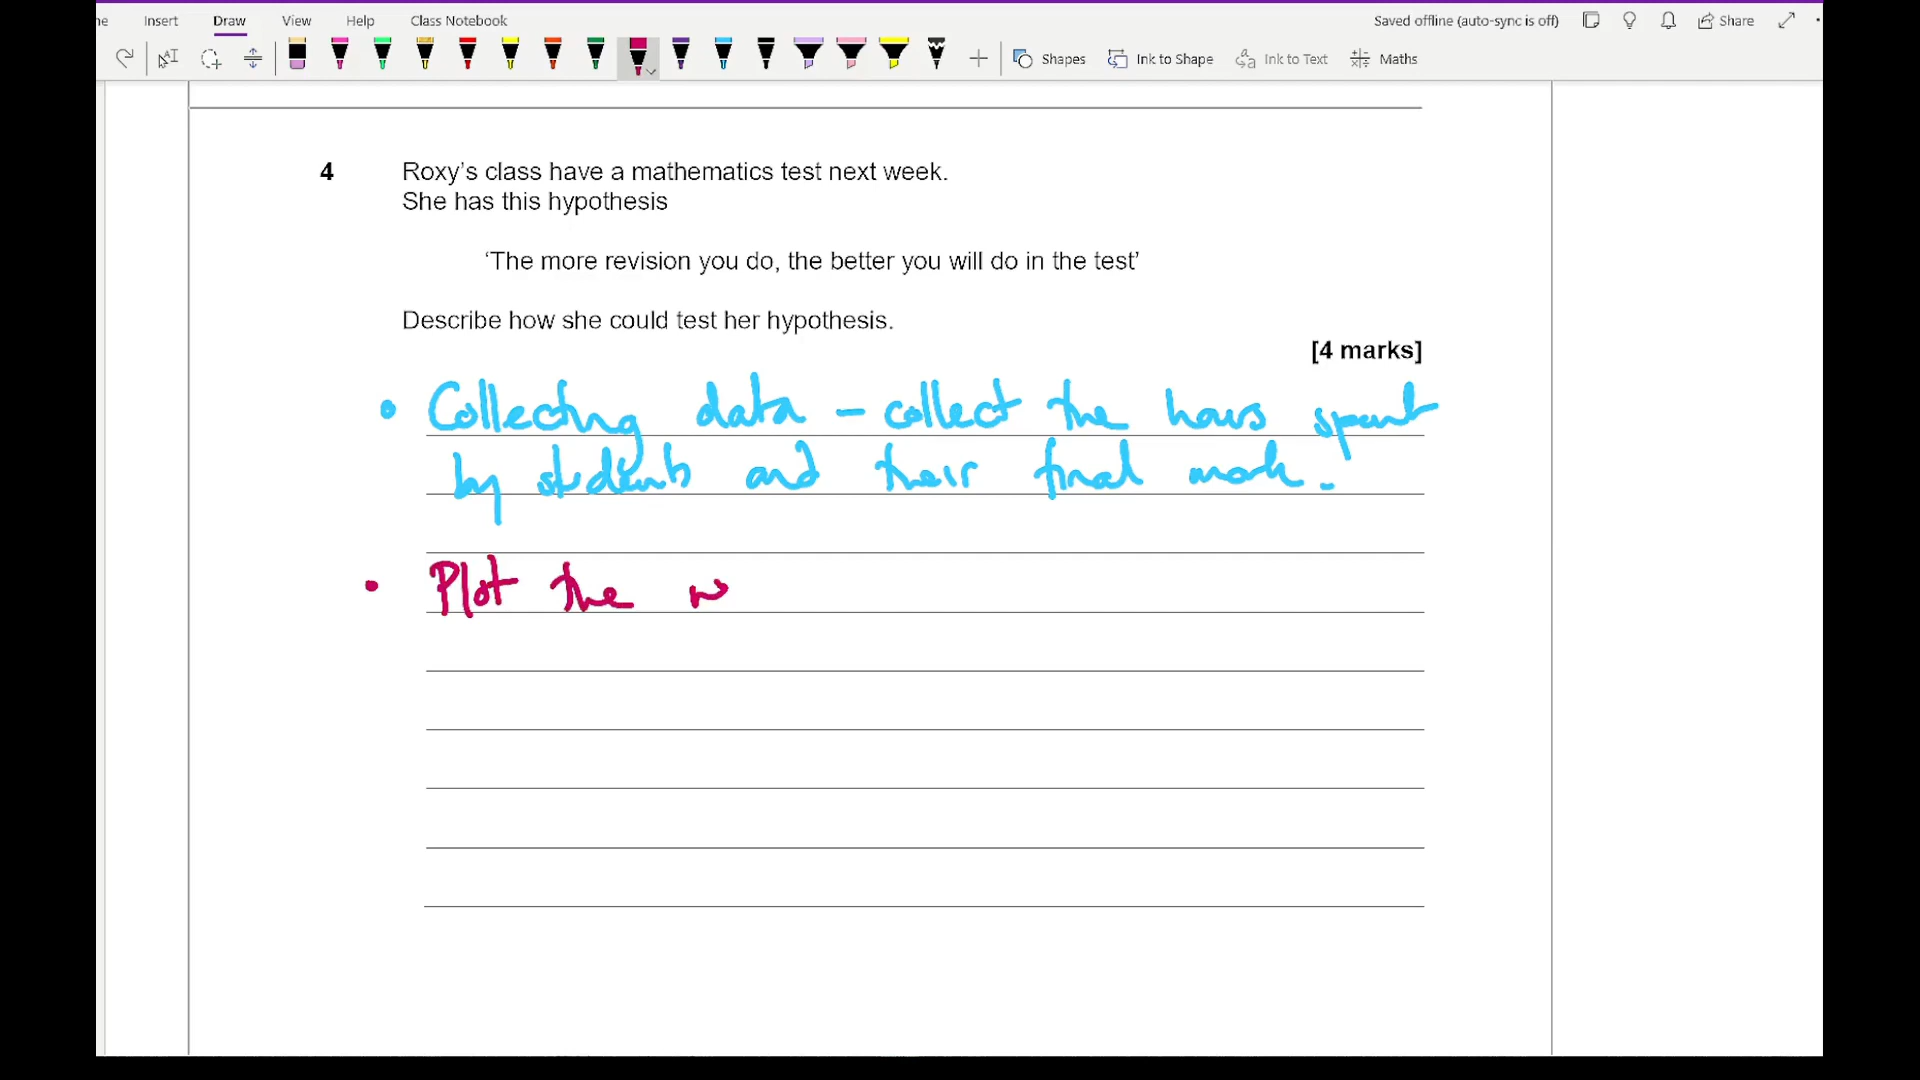 Insert Draw View Help Class Notebook Saved offline (auto-sync is off) Share
Shapes Ink to Shape Ink to Text Maths
4 Roxy's class have a mathematics test next week.
She has this hypothesis
‘The more revision you do, the better you will do in the test’
Describe how she could test her hypothesis.
[4 marks]
• Collecting data - collect the hours spent
by students and their final mark.
• Plot the